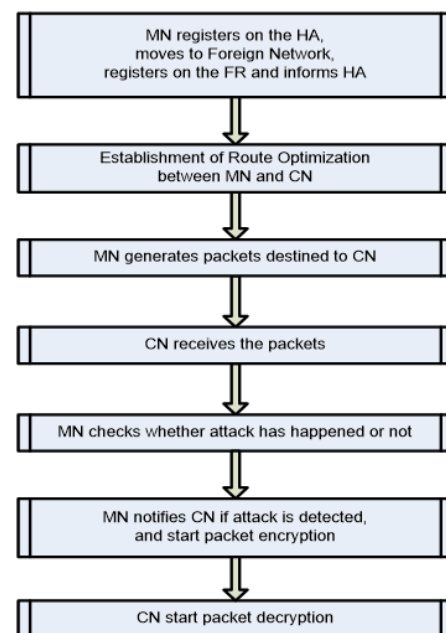 MN registers on the HA,
moves to Foreign Network,
registers on the FR and informs HA
Establishment of Route Optimization
between MN and CN
MN generates packets destined to CN
CN receives the packets
MN checks whether attack has happened or not
MN notifies CN if attack is detected,
and start packet encryption
CN start packet decryption